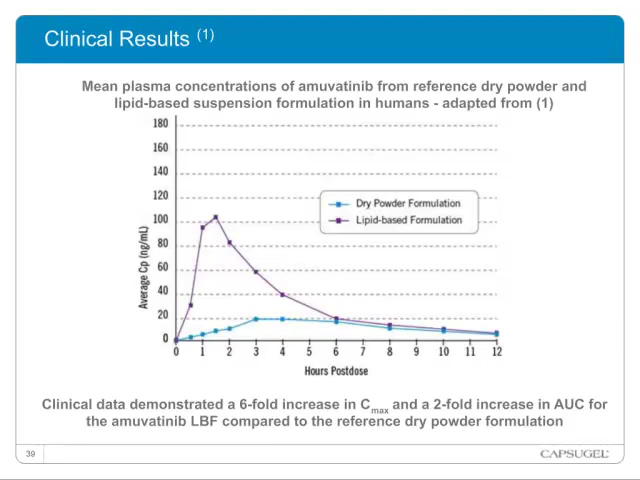 Clinical Results (1)
Mean plasma concentrations of amuvatinib from reference dry powder and
lipid-based suspension formulation in humans - adapted from (1)
180
160
140
120
100
80
60
40
20
0
Average Cp (ng/mL)
Dry Powder Formulation
Lipid-based Formulation
0 1 2 3 4 5 6 7 8 9 10 11 12
Hours Postdose
Clinical data demonstrated a 6-fold increase in Cmax and a 2-fold increase in AUC for
the amuvatinib LBF compared to the reference dry powder formulation
39
CAPSUGEL